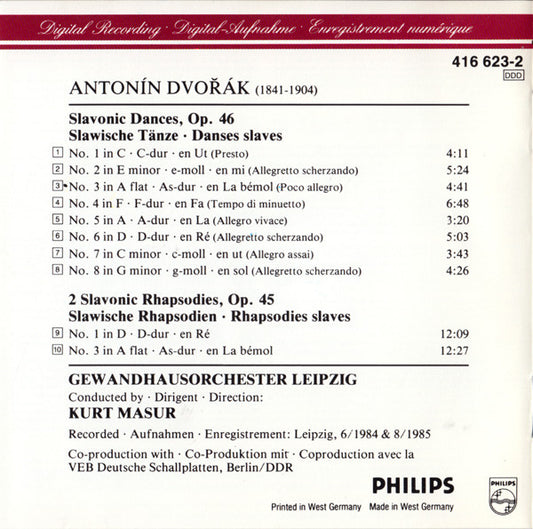 Digital Recording · Digital-Aufnahme · Enregistrement numérique
416 623-2
DDD
ANTONÍN DVOŘÁK (1841-1904)
Slavonic Dances, Op. 46
Slawische Tänze · Danses slaves
1 No. 1 in C · C-dur · en Ut (Presto) 4:11
2 No. 2 in E minor · e-moll · en mi (Allegretto scherzando) 5:24
3 No. 3 in A flat · As-dur · en La bémol (Poco allegro) 4:41
4 No. 4 in F · F-dur · en Fa (Tempo di minuetto) 6:48
5 No. 5 in A · A-dur · en La (Allegro vivace) 3:20
6 No. 6 in D · D-dur · en Ré (Allegretto scherzando) 5:03
7 No. 7 in C minor · c-moll · en ut (Allegro assai) 3:43
8 No. 8 in G minor · g-moll · en sol (Allegretto scherzando) 4:26
2 Slavonic Rhapsodies, Op. 45
Slawische Rhapsodien · Rhapsodies slaves
9 No. 1 in D · D-dur · en Ré 12:09
10 No. 3 in A flat · As-dur · en La bémol 12:27
GEWANDHAUSORCHESTER LEIPZIG
Conducted by · Dirigent · Direction:
KURT MASUR
Recorded · Aufnahmen · Enregistrement: Leipzig, 6/1984 & 8/1985
Co-production with · Co-Produktion mit · Coproduction avec la
VEB Deutsche Schallplatten, Berlin/DDR
PHILIPS
PHILIPS
Printed in West Germany Made in West Germany